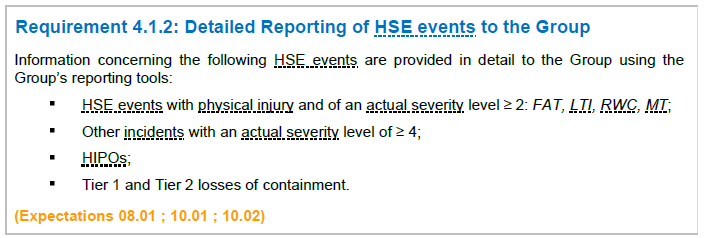 Requirement 4.1.2: Detailed Reporting of HSE events to the Group
Information concerning the following HSE events are provided in detail to the Group using the
Group's reporting tools:
▪ HSE events with physical injury and of an actual severity level ≥ 2: FAT, LTI, RWC, MT;
▪ Other incidents with an actual severity level of ≥ 4;
▪ HIPOs;
▪ Tier 1 and Tier 2 losses of containment.
(Expectations 08.01 ; 10.01 ; 10.02)